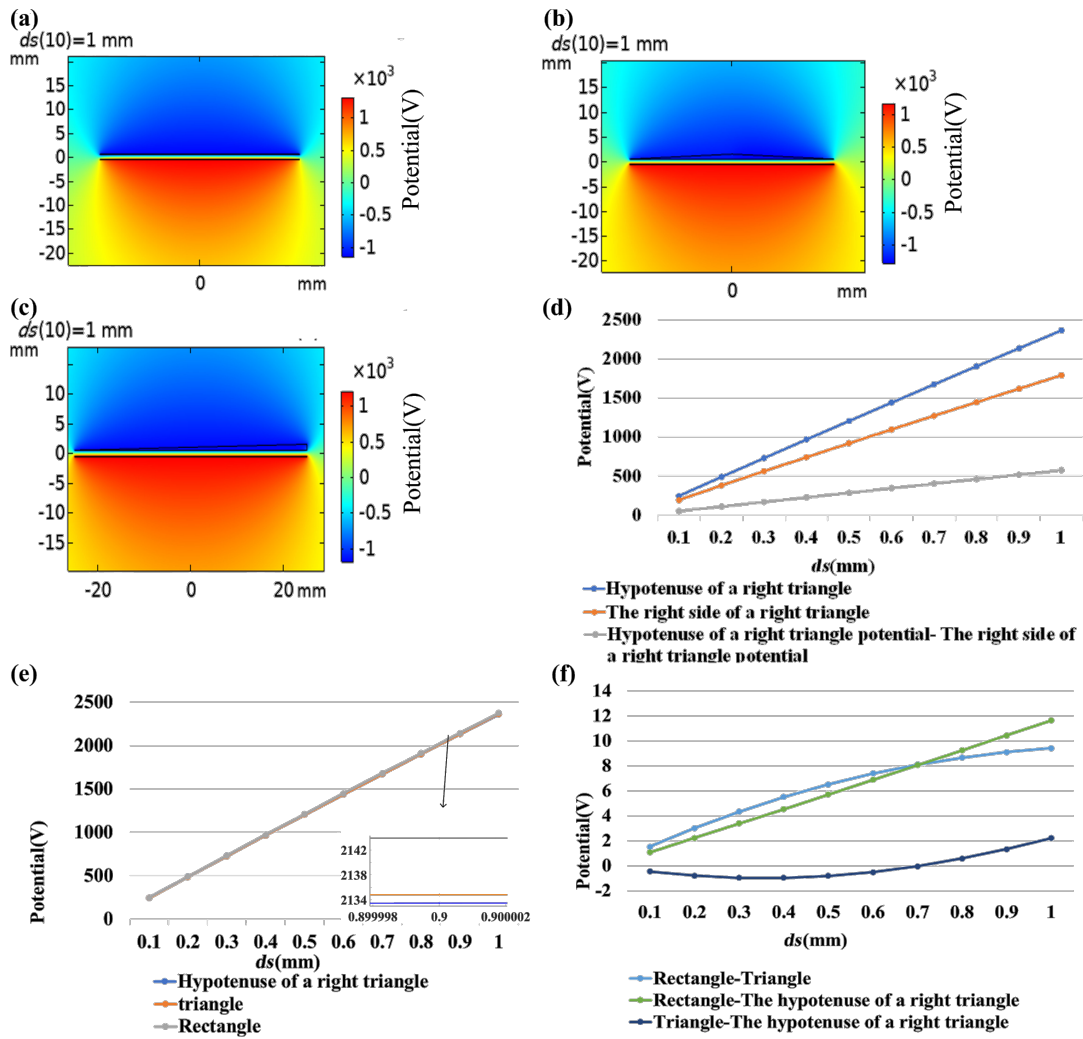 (a)
ds(10)=1 mm
mm
×10³
15
10
5
0
-5
-10
-15
-20
1
0.5
0
-0.5
-1
Potential(V)
0
mm
(b)
ds(10)=1 mm
mm
×10³
15
10
5
0
-5
-10
-15
-20
1
0.5
0
-0.5
-1
Potential(V)
0
mm
(c)
ds(10)=1 mm
mm
×10³
10
5
0
-5
-10
-15
1
0.5
0
-0.5
-1
Potential(V)
-20 0 20 mm
(d)
2500
2000
1500
1000
500
0
Potential(V)
0.1 0.2 0.3 0.4 0.5 0.6 0.7 0.8 0.9 1
ds(mm)
Hypotenuse of a right triangle
The right side of a right triangle
Hypotenuse of a right triangle potential- The right side of
a right triangle potential
(e)
2500
2000
1500
1000
500
0
Potential(V)
2142
2138
2134
0.899998 0.9 0.900002
0.1 0.2 0.3 0.4 0.5 0.6 0.7 0.8 0.9 1
ds(mm)
Hypotenuse of a right triangle
triangle
Rectangle
(f)
14
12
10
8
6
4
2
0
-2
Potential(V)
0.1 0.2 0.3 0.4 0.5 0.6 0.7 0.8 0.9 1
ds(mm)
Rectangle-Triangle
Rectangle-The hypotenuse of a right triangle
Triangle-The hypotenuse of a right triangle